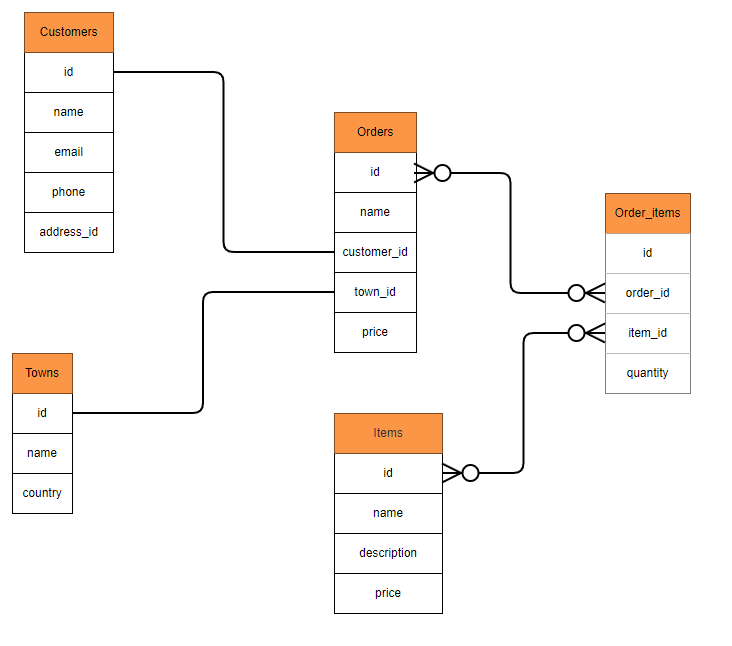 Customers
id
name
email
phone
address_id
Orders
id
name
customer_id
town_id
price
Order_items
id
order_id
item_id
quantity
Towns
id
name
country
Items
id
name
description
price